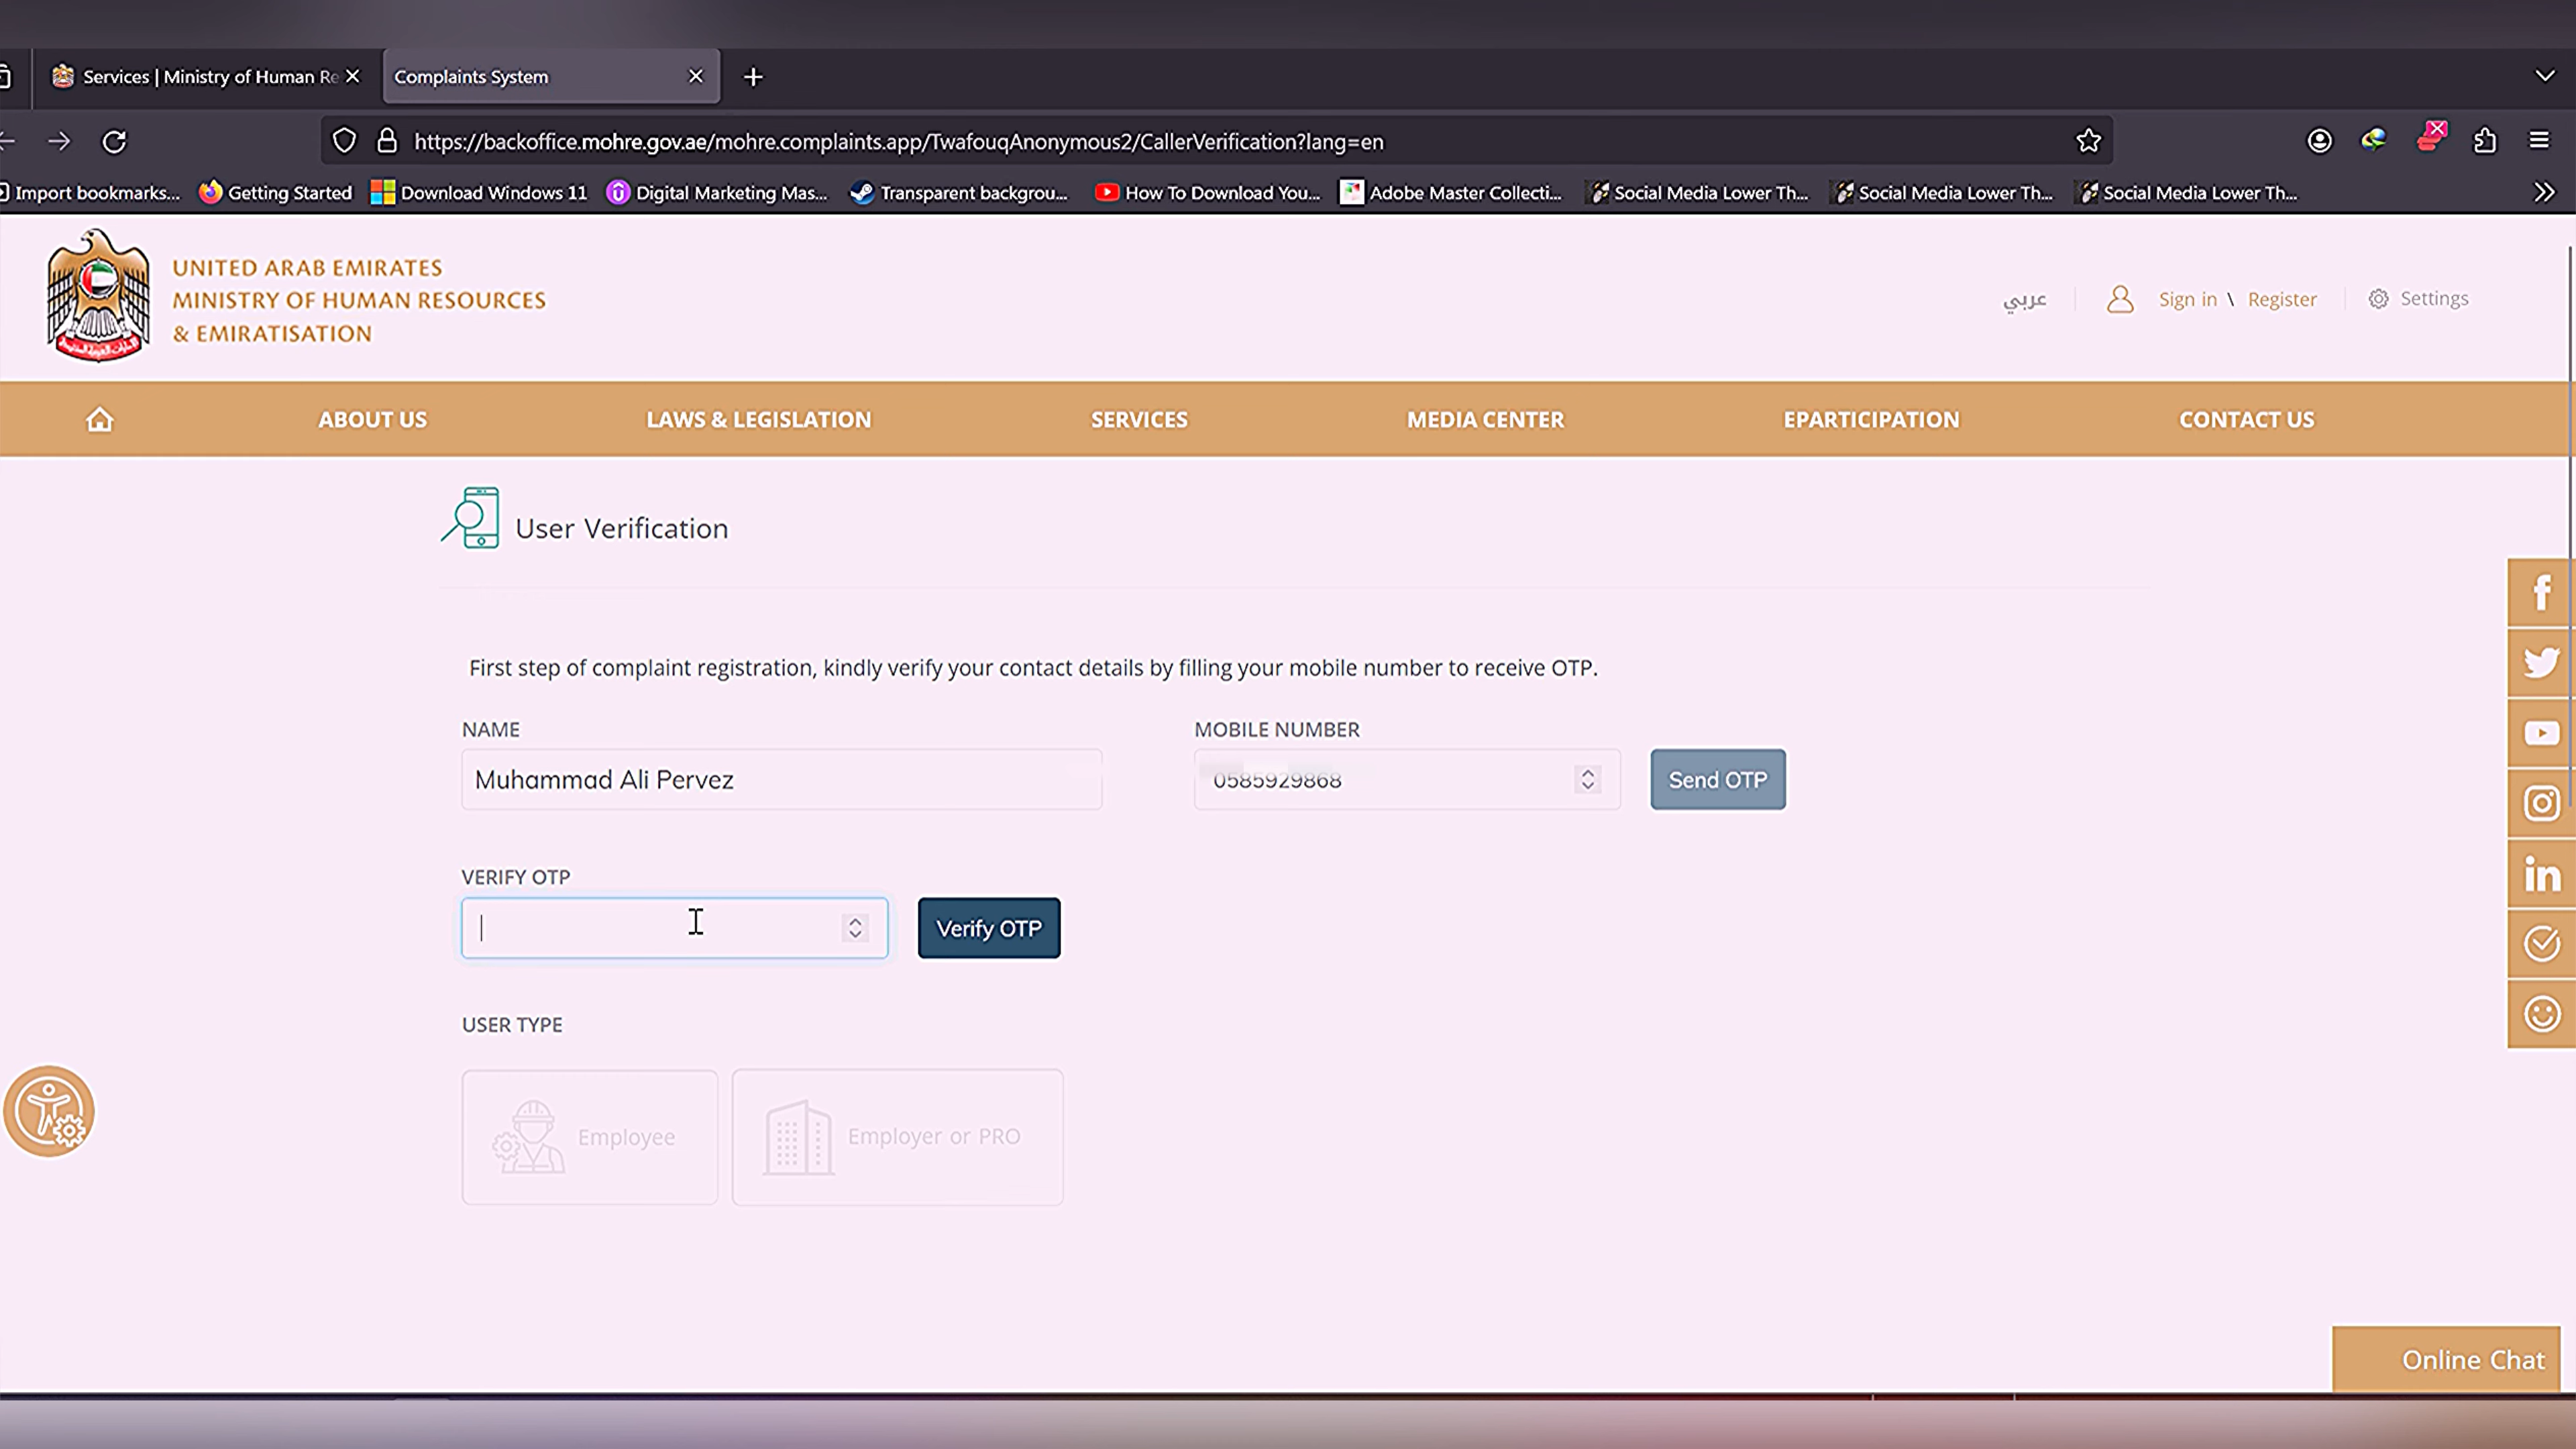 Services | Ministry of Human Re
Complaints System
https://backoffice.mohre.gov.ae/mohre.complaints.app/TwafouqAnonymous2/CallerVerification?lang=en
Import bookmarks...
Getting Started
Download Windows 11
Digital Marketing Mas...
Transparent backgrou...
How To Download You...
Adobe Master Collecti...
Social Media Lower Th...
Social Media Lower Th...
Social Media Lower Th...
UNITED ARAB EMIRATES
MINISTRY OF HUMAN RESOURCES
& EMIRATISATION
عربي
Sign in \ Register
Settings
ABOUT US
LAWS & LEGISLATION
SERVICES
MEDIA CENTER
EPARTICIPATION
CONTACT US
User Verification
First step of complaint registration, kindly verify your contact details by filling your mobile number to receive OTP.
NAME
MOBILE NUMBER
Muhammad Ali Pervez
0585929868
Send OTP
VERIFY OTP
Verify OTP
USER TYPE
Employee
Employer or PRO
Online Chat